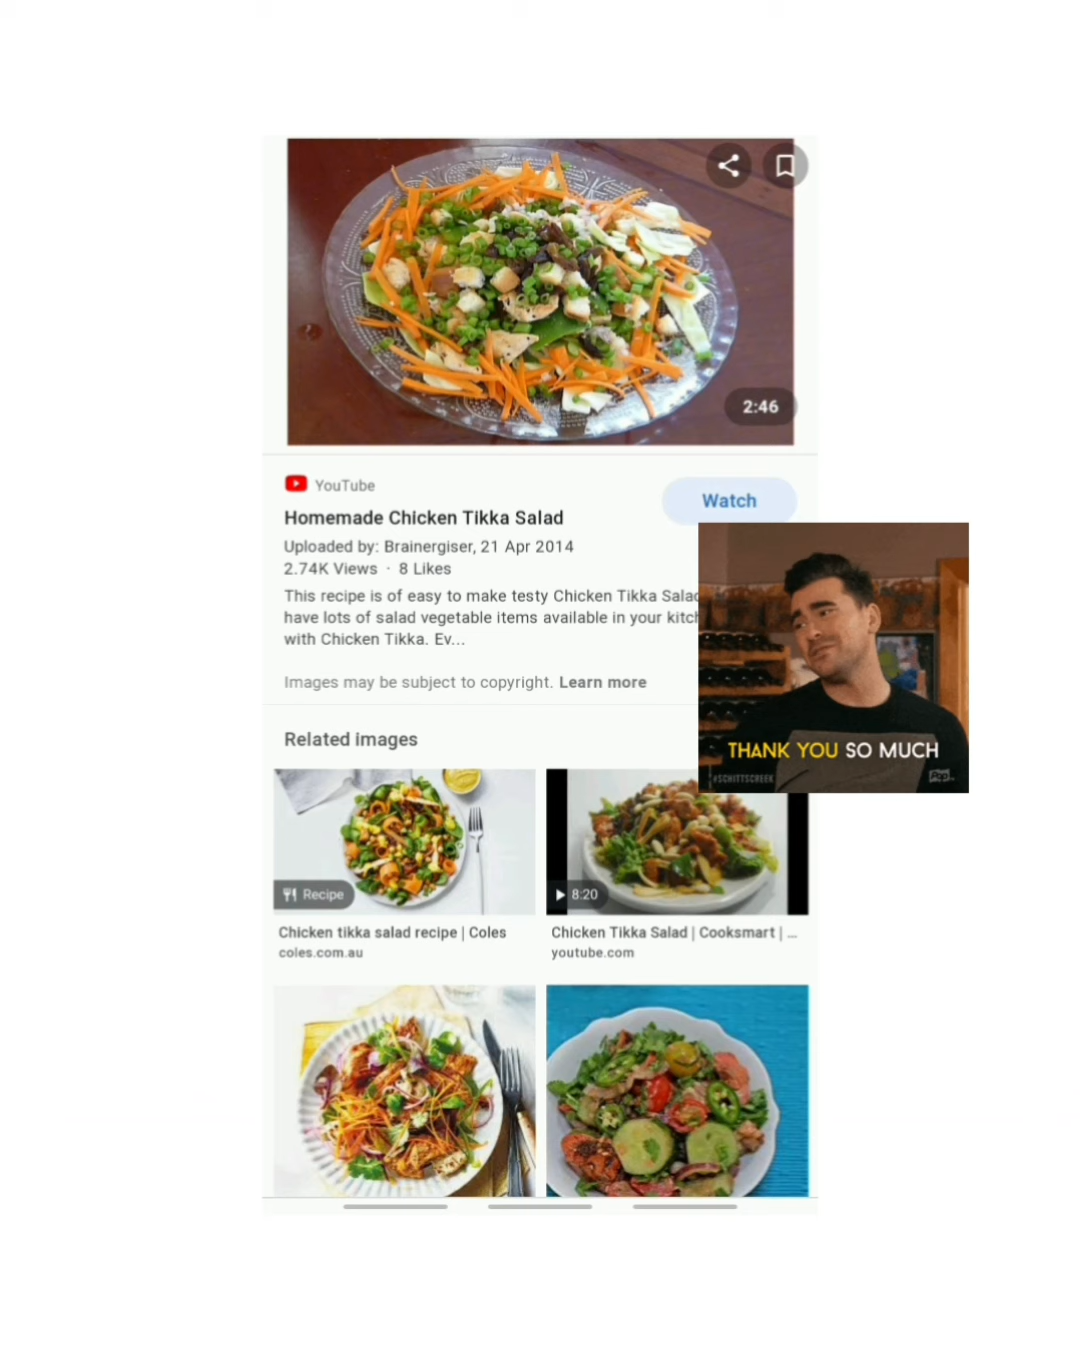 2:46
YouTube
Watch
Homemade Chicken Tikka Salad
Uploaded by: Brainergiser, 21 Apr 2014
2.74K Views · 8 Likes
This recipe is of easy to make testy Chicken Tikka Salad
have lots of salad vegetable items available in your kitch
with Chicken Tikka. Ev...
Images may be subject to copyright. Learn more
THANK YOU SO MUCH
#SCHITTSCREEK
Pop
Related images
Recipe
8:20
Chicken tikka salad recipe | Coles
coles.com.au
Chicken Tikka Salad | Cooksmart | ...
youtube.com